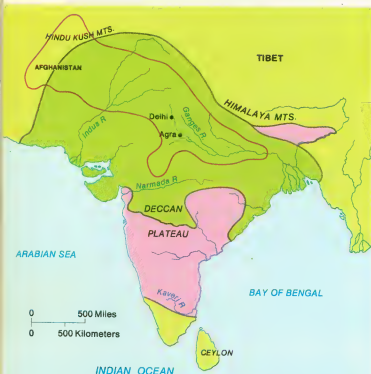 HINDU KUSH MTS.
AFGHANISTAN
TIBET
HIMALAYA MTS.
Indus R
Delhi
Ganges R.
Agra
Narmada R
DECCAN
PLATEAU
ARABIAN SEA
BAY OF BENGAL
Kaveri R
0 500 Miles
0 500 Kilometers
CEYLON
INDIAN OCEAN